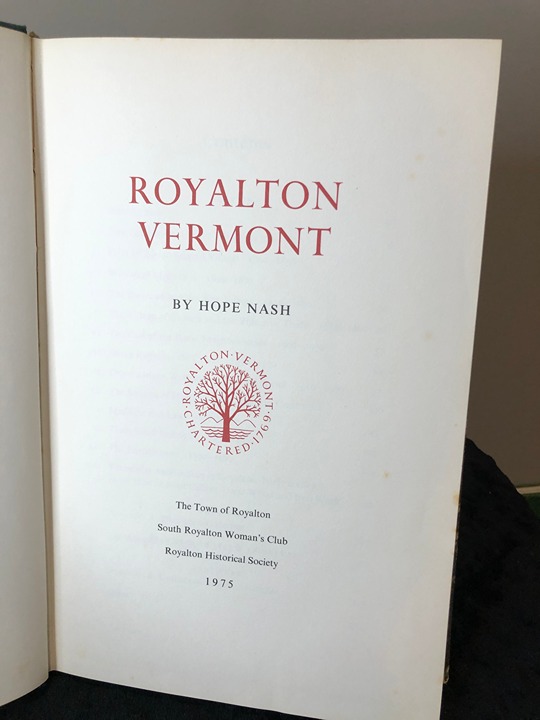 ROYALTON
VERMONT
BY HOPE NASH
ROYALTON · VERMONT ·
CHARTERED · 1769 ·
The Town of Royalton
South Royalton Woman's Club
Royalton Historical Society
1975